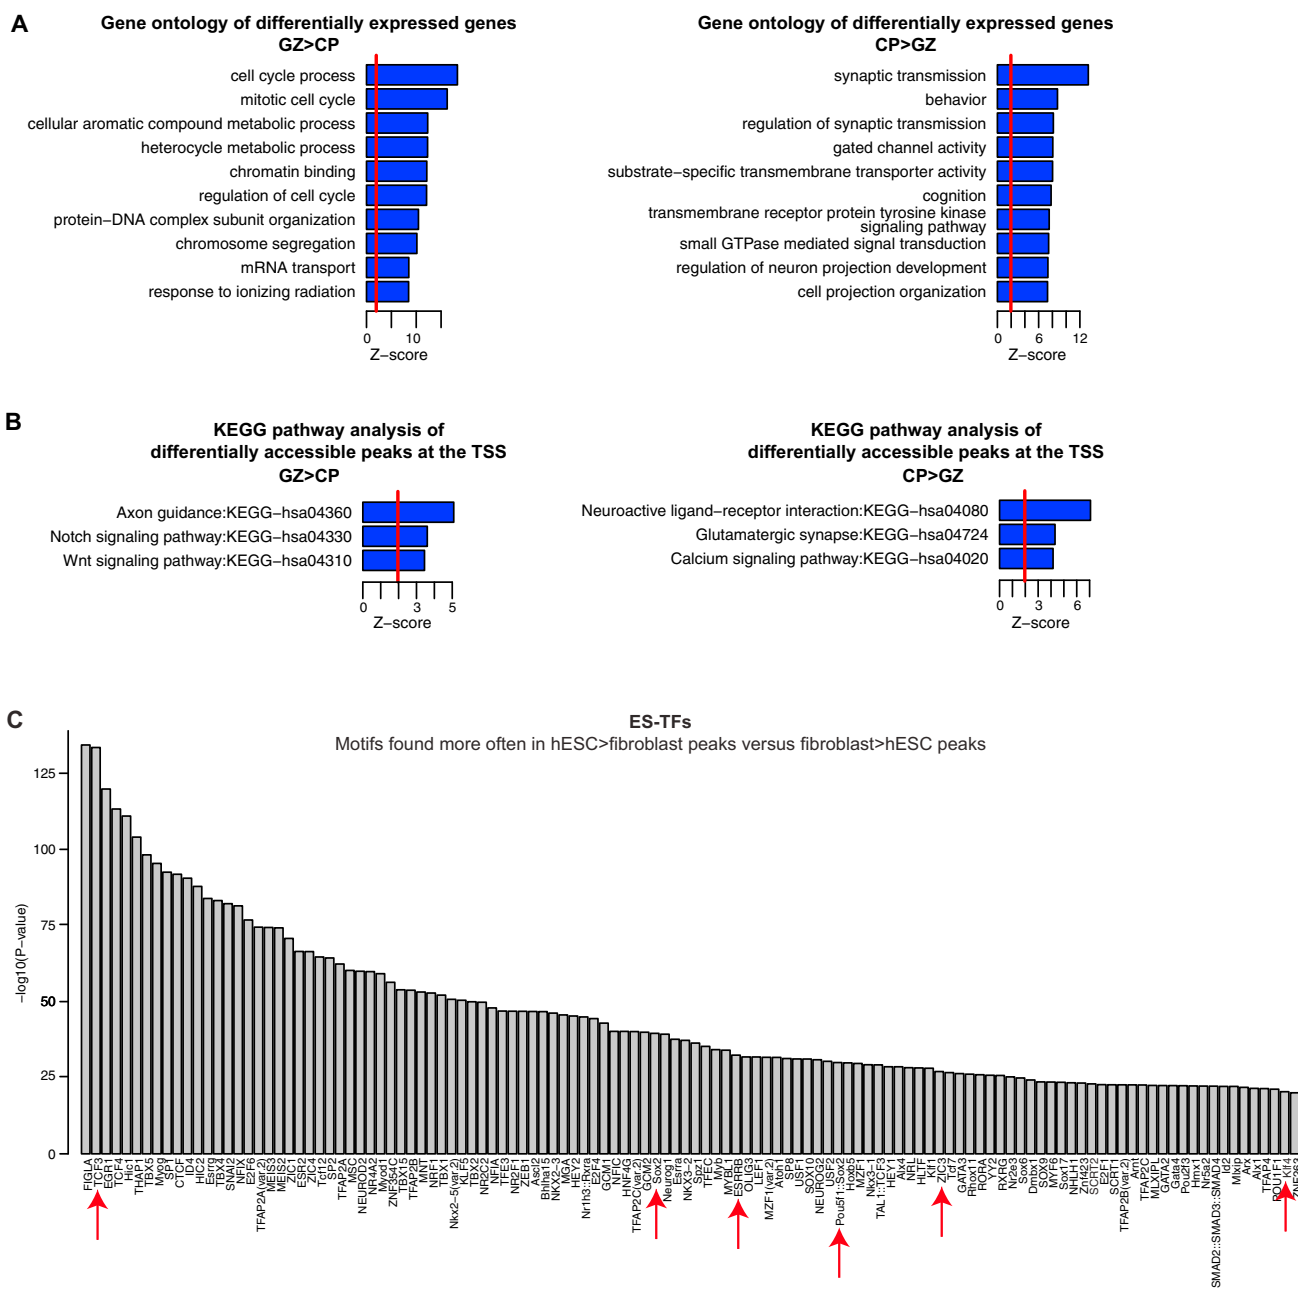 A
Gene ontology of differentially expressed genes
GZ>CP
cell cycle process
mitotic cell cycle
cellular aromatic compound metabolic process
heterocycle metabolic process
chromatin binding
regulation of cell cycle
protein−DNA complex subunit organization
chromosome segregation
mRNA transport
response to ionizing radiation
0 10
Z−score
Gene ontology of differentially expressed genes
CP>GZ
synaptic transmission
behavior
regulation of synaptic transmission
gated channel activity
substrate−specific transmembrane transporter activity
cognition
transmembrane receptor protein tyrosine kinase
signaling pathway
small GTPase mediated signal transduction
regulation of neuron projection development
cell projection organization
0 6 12
Z−score
B
KEGG pathway analysis of
differentially accessible peaks at the TSS
GZ>CP
Axon guidance:KEGG−hsa04360
Notch signaling pathway:KEGG−hsa04330
Wnt signaling pathway:KEGG−hsa04310
0 3 5
Z−score
KEGG pathway analysis of
differentially accessible peaks at the TSS
CP>GZ
Neuroactive ligand−receptor interaction:KEGG−hsa04080
Glutamatergic synapse:KEGG−hsa04724
Calcium signaling pathway:KEGG−hsa04020
0 3 6
Z−score
C
ES-TFs
Motifs found more often in hESC>fibroblast peaks versus fibroblast>hESC peaks
−log10(P−value)
125
100
75
50
25
0
FIGLA
TCF3
EGR1
TCF4
Hic1
THAP1
TBX5
Myog
SP1
CTCF
ID4
HIC2
Esrrg
TBX4
SNAI2
NFIX
E2F6
TFAP2A(var.2)
MEIS3
MEIS2
ZIC1
ESR2
ZIC4
Tcf12
SP2
TFAP2A
MSC
NEUROD2
NR4A2
Myod1
ZNF354C
TBX15
TFAP2B
MNT
NRF1
TBX1
Nkx2−5(var.2)
KLF5
TBX2
NR2C2
NFIA
TFE3
NR2F1
ZEB1
Ascl2
Bhlha15
NKX2−3
MGA
HEY2
Nr1h3::Rxra
E2F4
GCM1
NFIC
HNF4G
TFAP2C(var.2)
GCM2
Sox2
Neurog1
Esrra
NKX3−2
Spz1
TFEC
Myb
MYBL1
ESRRB
OLIG3
LEF1
MZF1(var.2)
Atoh1
SP8
USF1
SOX10
NEUROG2
USF2
Pou5f1::Sox2
Hoxb5
MZF1
Nkx3−1
TAL1::TCF3
HEY1
Alx4
NRL
HLTF
Klf1
ZIC3
Tcf7
GATA3
Rhox11
RORA
YY2
RXRG
Nr2e3
Sox6
Dmbx1
SOX9
MYF6
Sox17
NHLH1
Znf423
SCRT2
E2F1
SCRT1
TFAP2B(var.2)
Arnt
TFAP2C
MLXIPL
GATA2
Gata4
Pou2f3
Hmx1
Nr5a2
SMAD2::SMAD3::SMAD4
Id2
Mlxip
Arx
Alx1
TFAP4
POU1F1
Klf4
ZNF263